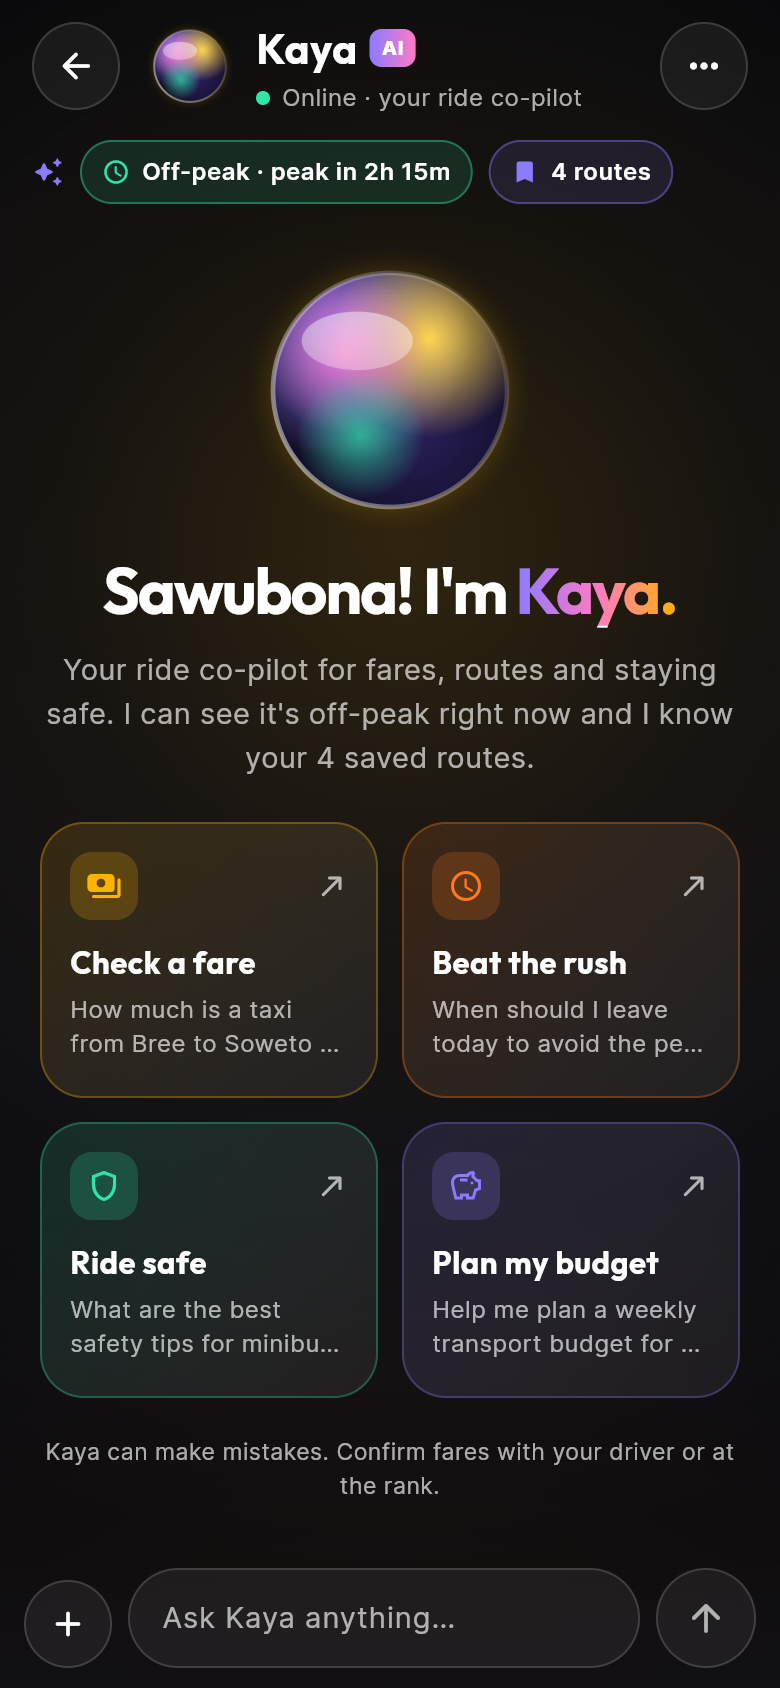 Kaya AI
Online · your ride co-pilot
Off-peak · peak in 2h 15m
4 routes
Sawubona! I'm Kaya.
Your ride co-pilot for fares, routes and staying
safe. I can see it's off-peak right now and I know
your 4 saved routes.
Check a fare
How much is a taxi
from Bree to Soweto ...
Beat the rush
When should I leave
today to avoid the pe...
Ride safe
What are the best
safety tips for minibu...
Plan my budget
Help me plan a weekly
transport budget for ...
Kaya can make mistakes. Confirm fares with your driver or at
the rank.
Ask Kaya anything...